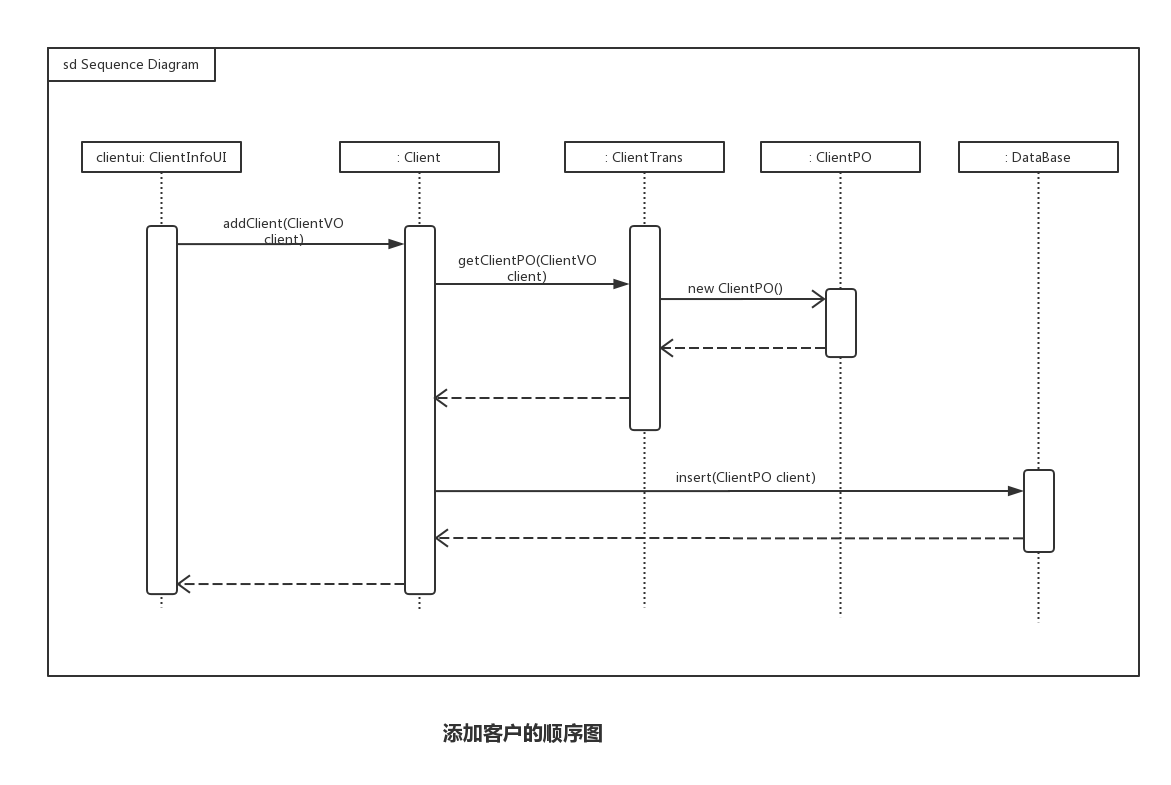 sd Sequence Diagram
clientui: ClientInfoUI
: Client
: ClientTrans
: ClientPO
: DataBase
addClient(ClientVO
client)
getClientPO(ClientVO
client)
new ClientPO()
insert(ClientPO client)
添加客户的顺序图